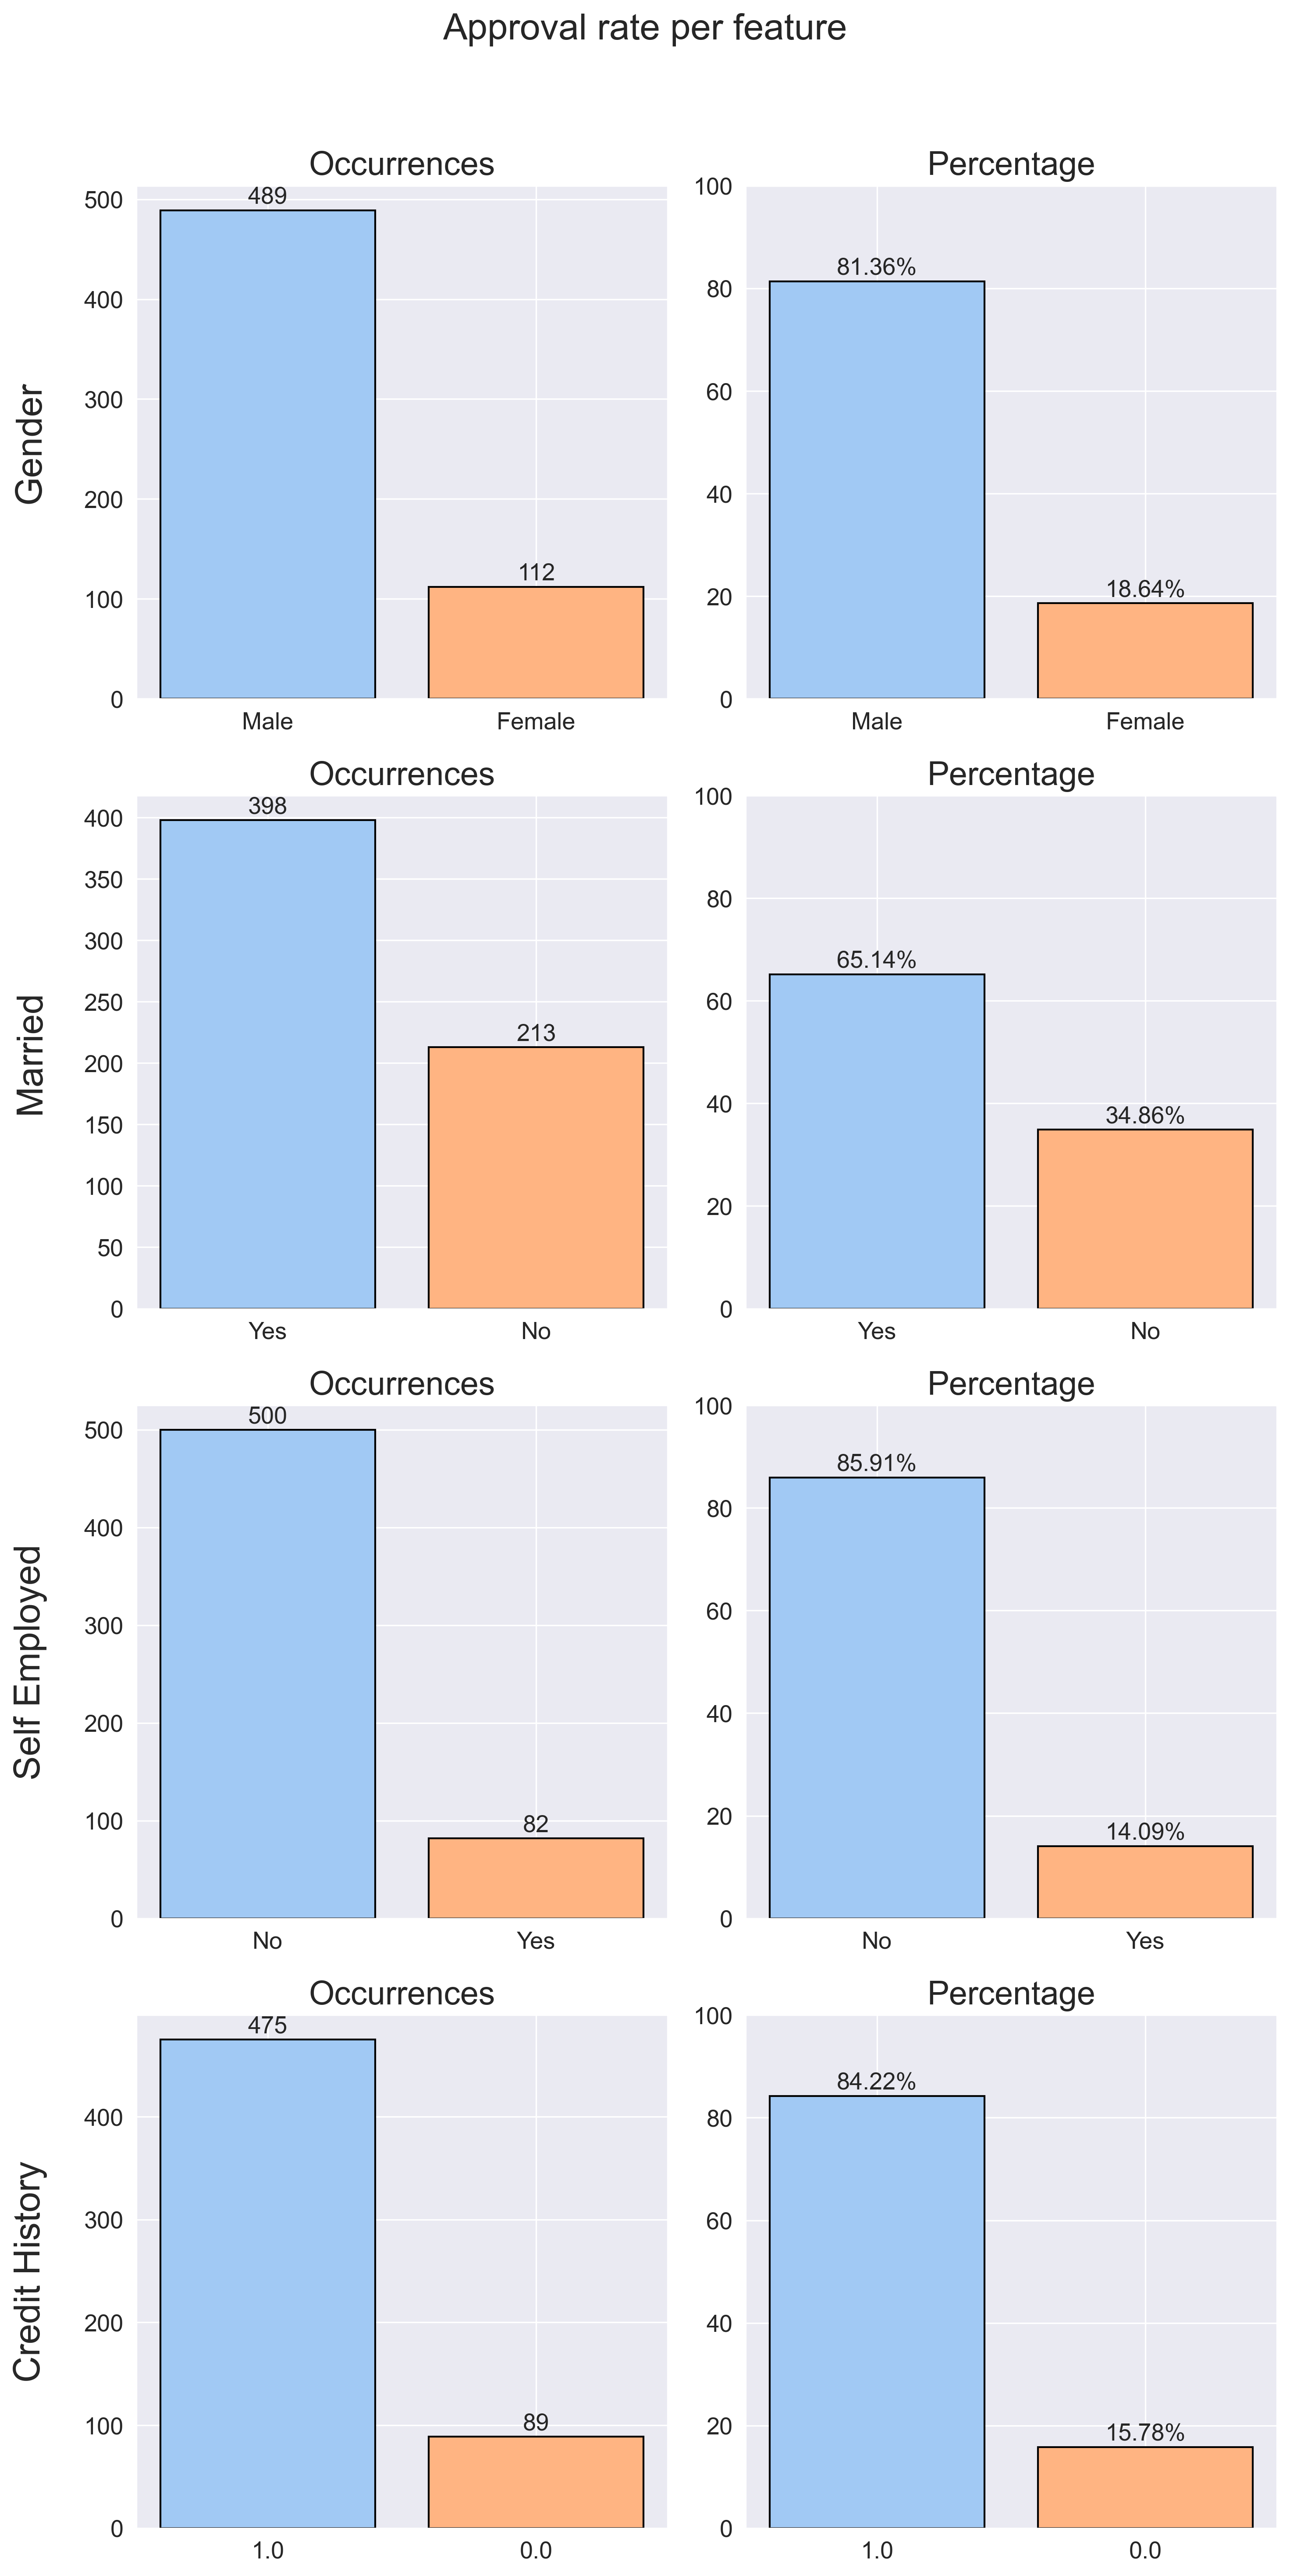 Approval rate per feature
Gender
Occurrences
500
400
300
200
100
0
489
112
Male
Female
Percentage
100
80
60
40
20
0
81.36%
18.64%
Male
Female
Married
Occurrences
400
350
300
250
200
150
100
50
0
398
213
Yes
No
Percentage
100
80
60
40
20
0
65.14%
34.86%
Yes
No
Self Employed
Occurrences
500
400
300
200
100
0
500
82
No
Yes
Percentage
100
80
60
40
20
0
85.91%
14.09%
No
Yes
Credit History
Occurrences
400
300
200
100
0
475
89
1.0
0.0
Percentage
100
80
60
40
20
0
84.22%
15.78%
1.0
0.0